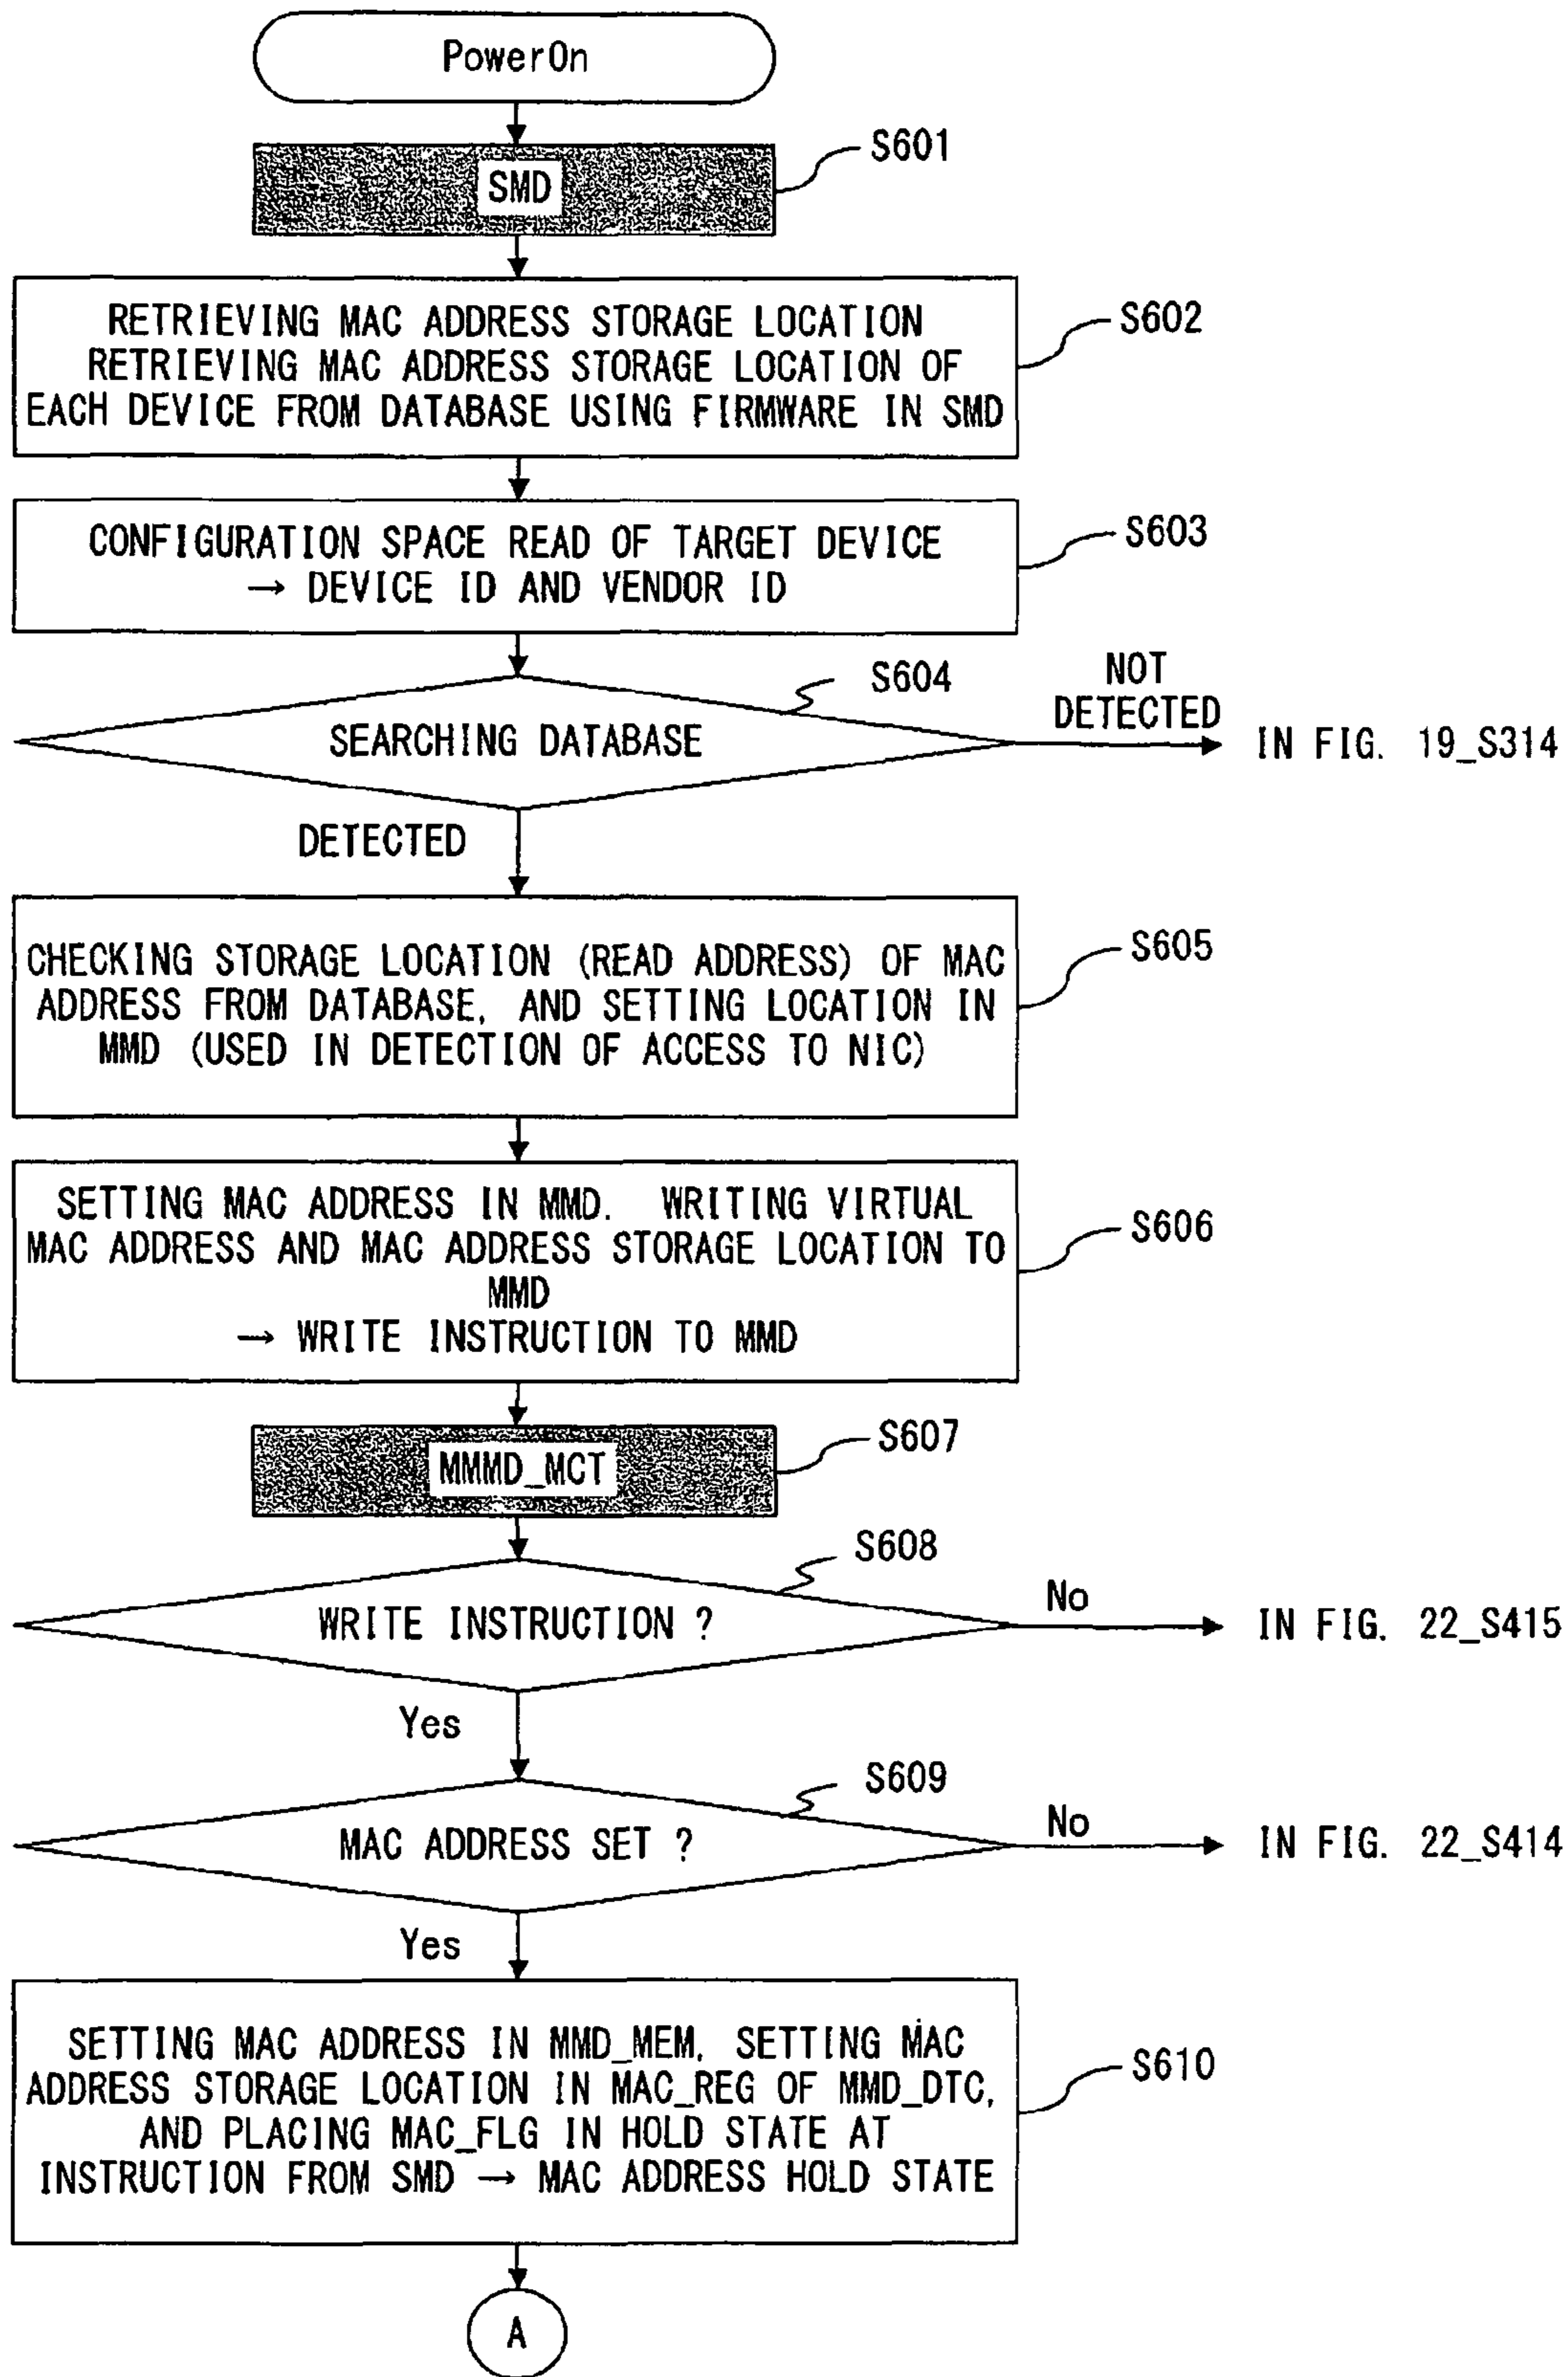 PowerOn
SMD
S601
RETRIEVING MAC ADDRESS STORAGE LOCATION
RETRIEVING MAC ADDRESS STORAGE LOCATION OF
EACH DEVICE FROM DATABASE USING FIRMWARE IN SMD
S602
CONFIGURATION SPACE READ OF TARGET DEVICE
→ DEVICE ID AND VENDOR ID
S603
SEARCHING DATABASE
S604
NOT
DETECTED
IN FIG. 19_S314
DETECTED
CHECKING STORAGE LOCATION (READ ADDRESS) OF MAC
ADDRESS FROM DATABASE, AND SETTING LOCATION IN
MMD (USED IN DETECTION OF ACCESS TO NIC)
S605
SETTING MAC ADDRESS IN MMD. WRITING VIRTUAL
MAC ADDRESS AND MAC ADDRESS STORAGE LOCATION TO
MMD
→ WRITE INSTRUCTION TO MMD
S606
MMMD_MCT
S607
WRITE INSTRUCTION ?
S608
No
IN FIG. 22_S415
Yes
MAC ADDRESS SET ?
S609
No
IN FIG. 22_S414
Yes
SETTING MAC ADDRESS IN MMD_MEM, SETTING MAC
ADDRESS STORAGE LOCATION IN MAC_REG OF MMD_DTC,
AND PLACING MAC_FLG IN HOLD STATE AT
INSTRUCTION FROM SMD → MAC ADDRESS HOLD STATE
S610
A